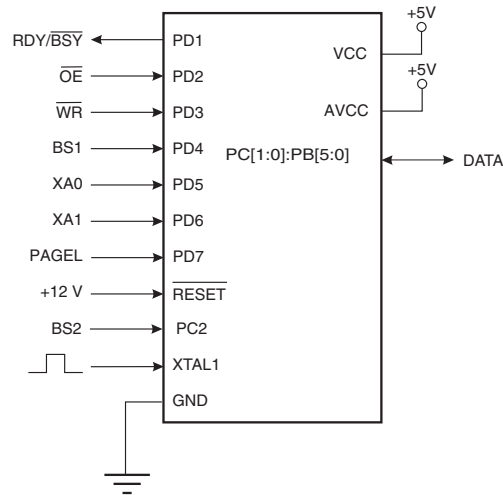 +5V
RDY/BSY PD1 VCC
OE PD2 +5V
WR PD3 AVCC
BS1 PD4 PC[1:0]:PB[5:0] DATA
XA0 PD5
XA1 PD6
PAGEL PD7
+12 V RESET
BS2 PC2
XTAL1
GND